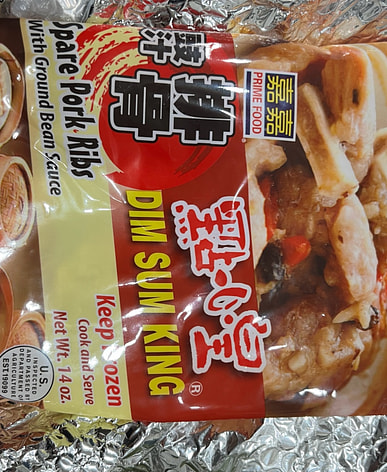 嘉嘉
PRIME FOOD
豉汁
排骨
Spare Pork Ribs
With Ground Bean Sauce
點心皇
DIM SUM KING®
Keep Frozen
Cook and Serve
Net Wt. 14 oz.
U.S.
INSPECTED
AND PASSED BY
DEPARTMENT OF
AGRICULTURE
EST.19099